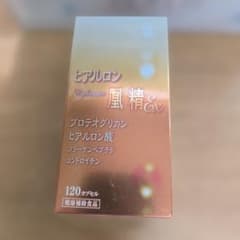 ヒアルロン
凰精
プロテオグリカン
ヒアルロン酸
コラーゲンペプチド
コンドロイチン
120カプセル
健康補助食品